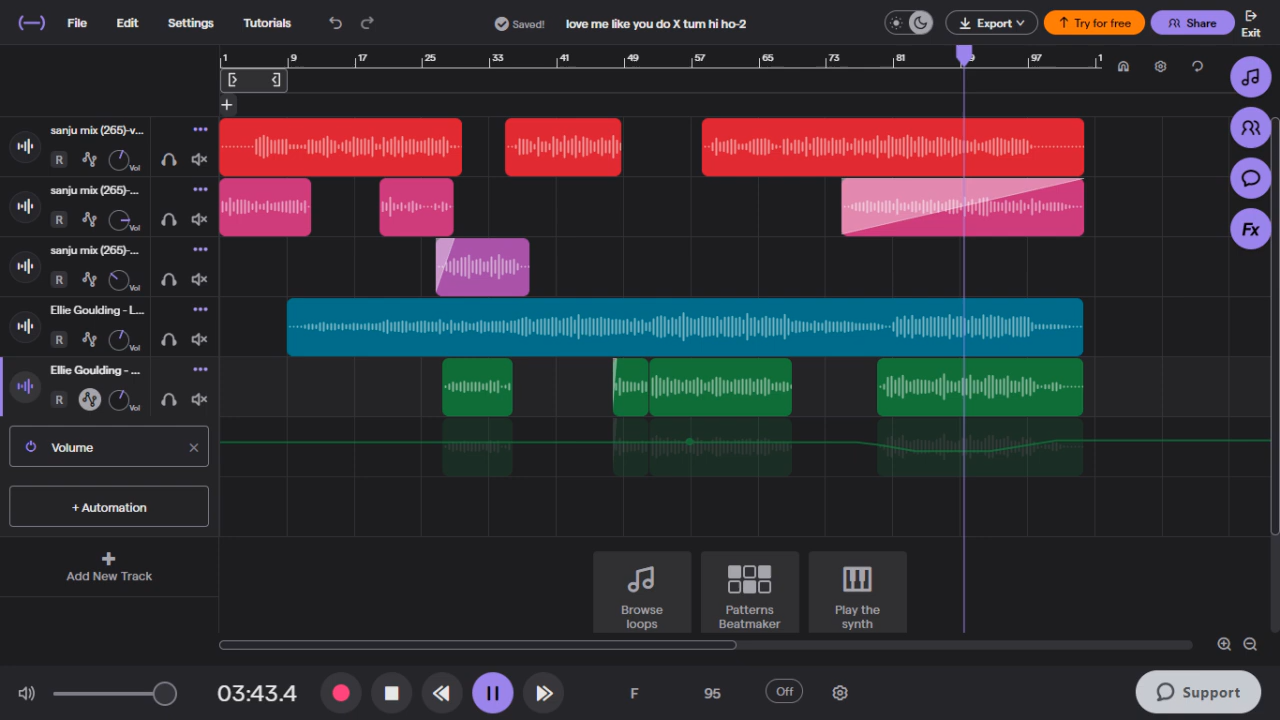 File Edit Settings Tutorials Saved! love me like you do X tum hi ho-2 Export Try for free Share Exit
1 9 17 25 33 41 49 57 65 73 81 97 1
sanju mix (265)-v...
R Vol
sanju mix (265)-...
R Vol
sanju mix (265)-...
R Vol
Ellie Goulding - L...
R Vol
Ellie Goulding - ...
R Vol
Fx
Volume
+ Automation
Add New Track
Browse loops
Patterns Beatmaker
Play the synth
03:43.4 F 95 Off Support